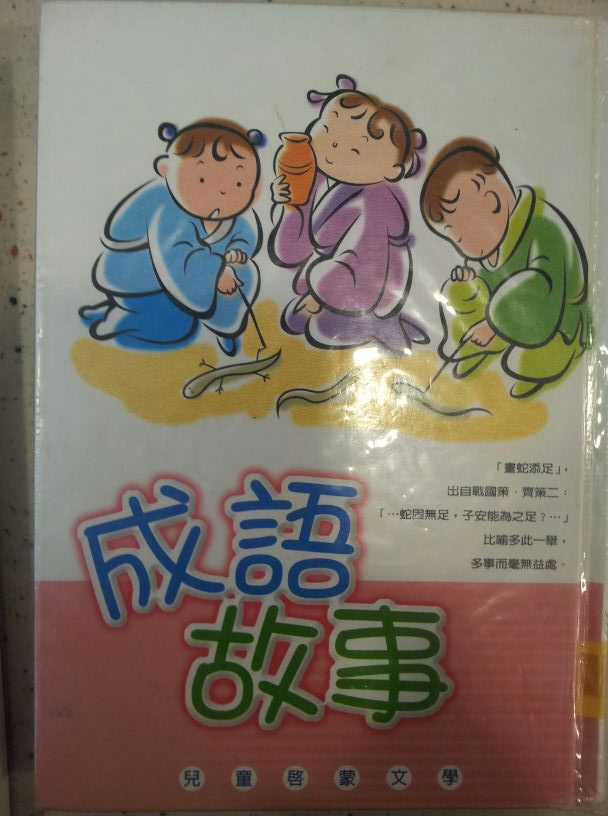 「畫蛇添足」，
出自戰國策．齊策二：
「…蛇固無足，子安能為之足？…」
比喻多此一舉，
多事而毫無益處。
成語
故事
兒童啓蒙文學